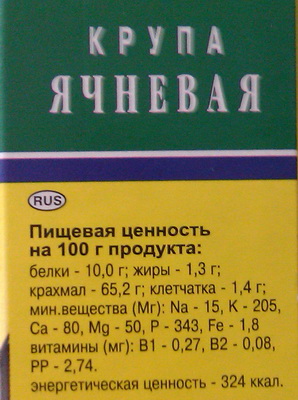 КРУПА
ЯЧНЕВАЯ
RUS
Пищевая ценность
на 100 г продукта:
белки - 10,0 г; жиры - 1,3 г;
крахмал - 65,2 г; клетчатка - 1,4 г;
мин.вещества (Мг): Na - 15, K - 205,
Ca - 80, Mg - 50, P - 343, Fe - 1,8
витамины (мг): B1 - 0,27, B2 - 0,08,
PP - 2,74.
энергетическая ценность - 324 ккал.